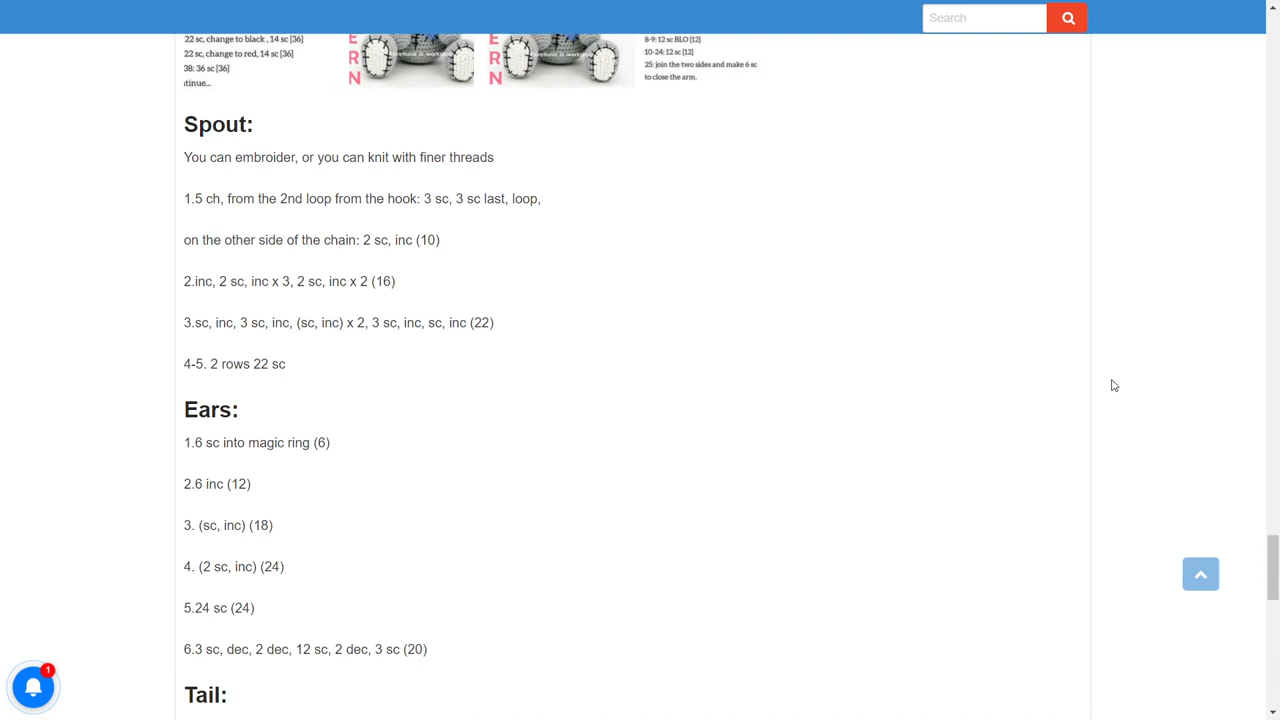 Search
22 sc, change to black , 14 sc [36]
22 sc, change to red, 14 sc [36]
38: 36 sc [36]
tinue...
E
R
N
E
R
N
8-9: 12 sc BLO [12]
10-24: 12 sc [12]
25: join the two sides and make 6 sc
to close the arm.
Spout:
You can embroider, or you can knit with finer threads
1.5 ch, from the 2nd loop from the hook: 3 sc, 3 sc last, loop,
on the other side of the chain: 2 sc, inc (10)
2.inc, 2 sc, inc x 3, 2 sc, inc x 2 (16)
3.sc, inc, 3 sc, inc, (sc, inc) x 2, 3 sc, inc, sc, inc (22)
4-5. 2 rows 22 sc
Ears:
1.6 sc into magic ring (6)
2.6 inc (12)
3. (sc, inc) (18)
4. (2 sc, inc) (24)
5.24 sc (24)
6.3 sc, dec, 2 dec, 12 sc, 2 dec, 3 sc (20)
1
Tail: